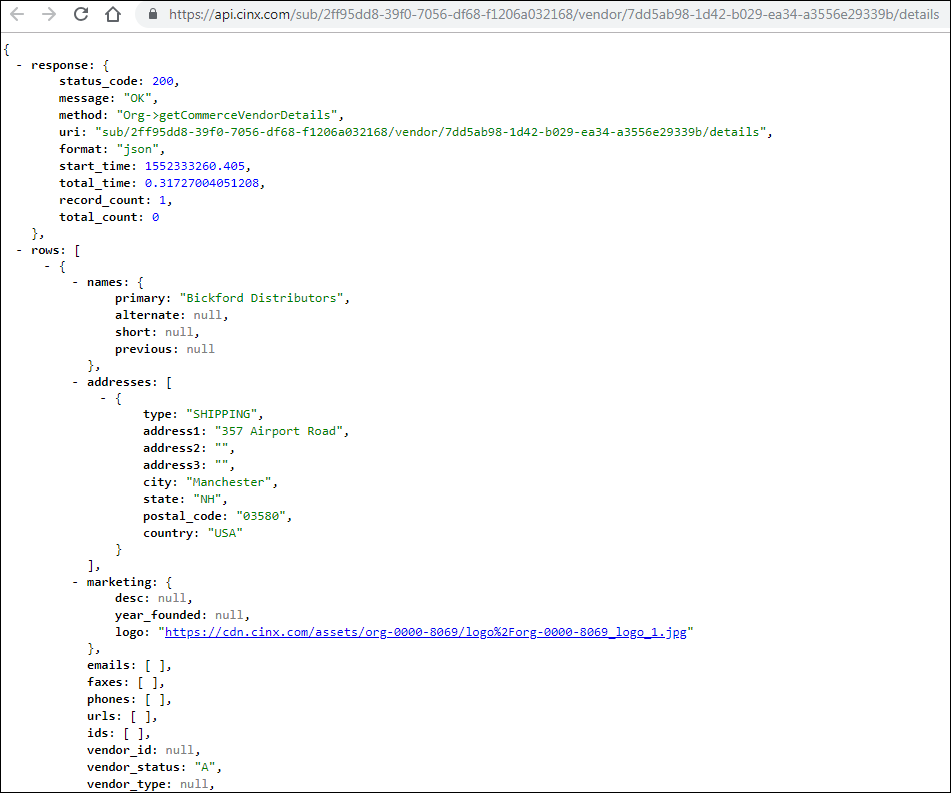 https://api.cinx.com/sub/2ff95dd8-39f0-7056-df68-f1206a032168/vendor/7dd5ab98-1d42-b029-ea34-a3556e29339b/details
{
- response: {
status_code: 200,
message: "OK",
method: "Org->getCommerceVendorDetails",
uri: "sub/2ff95dd8-39f0-7056-df68-f1206a032168/vendor/7dd5ab98-1d42-b029-ea34-a3556e29339b/details",
format: "json",
start_time: 1552333260.405,
total_time: 0.31727004051208,
record_count: 1,
total_count: 0
},
- rows: [
- {
- names: {
primary: "Bickford Distributors",
alternate: null,
short: null,
previous: null
},
- addresses: [
- {
type: "SHIPPING",
address1: "357 Airport Road",
address2: "",
address3: "",
city: "Manchester",
state: "NH",
postal_code: "03580",
country: "USA"
}
],
- marketing: {
desc: null,
year_founded: null,
logo: "https://cdn.cinx.com/assets/org-0000-8069/logo%2Forg-0000-8069_logo_1.jpg"
},
emails: [ ],
faxes: [ ],
phones: [ ],
urls: [ ],
ids: [ ],
vendor_id: null,
vendor_status: "A",
vendor_type: null,